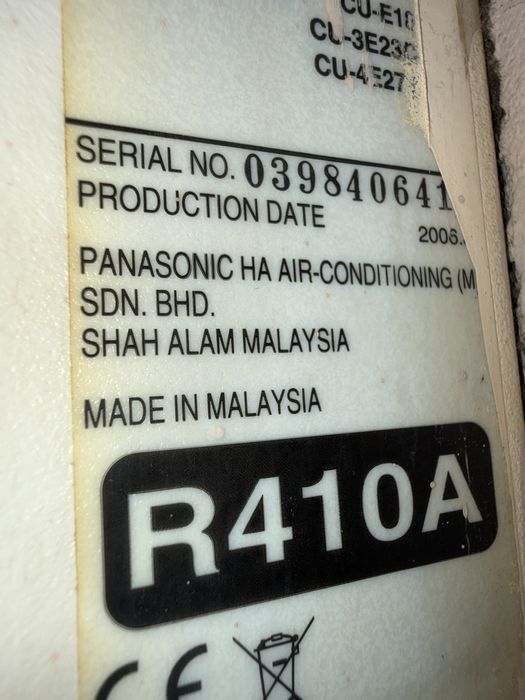 CU-E18
CU-3E23
CU-4E27
SERIAL NO. 039840641
PRODUCTION DATE
2006.
PANASONIC HA AIR-CONDITIONING (M
SDN. BHD.
SHAH ALAM MALAYSIA
MADE IN MALAYSIA
R410A
CE